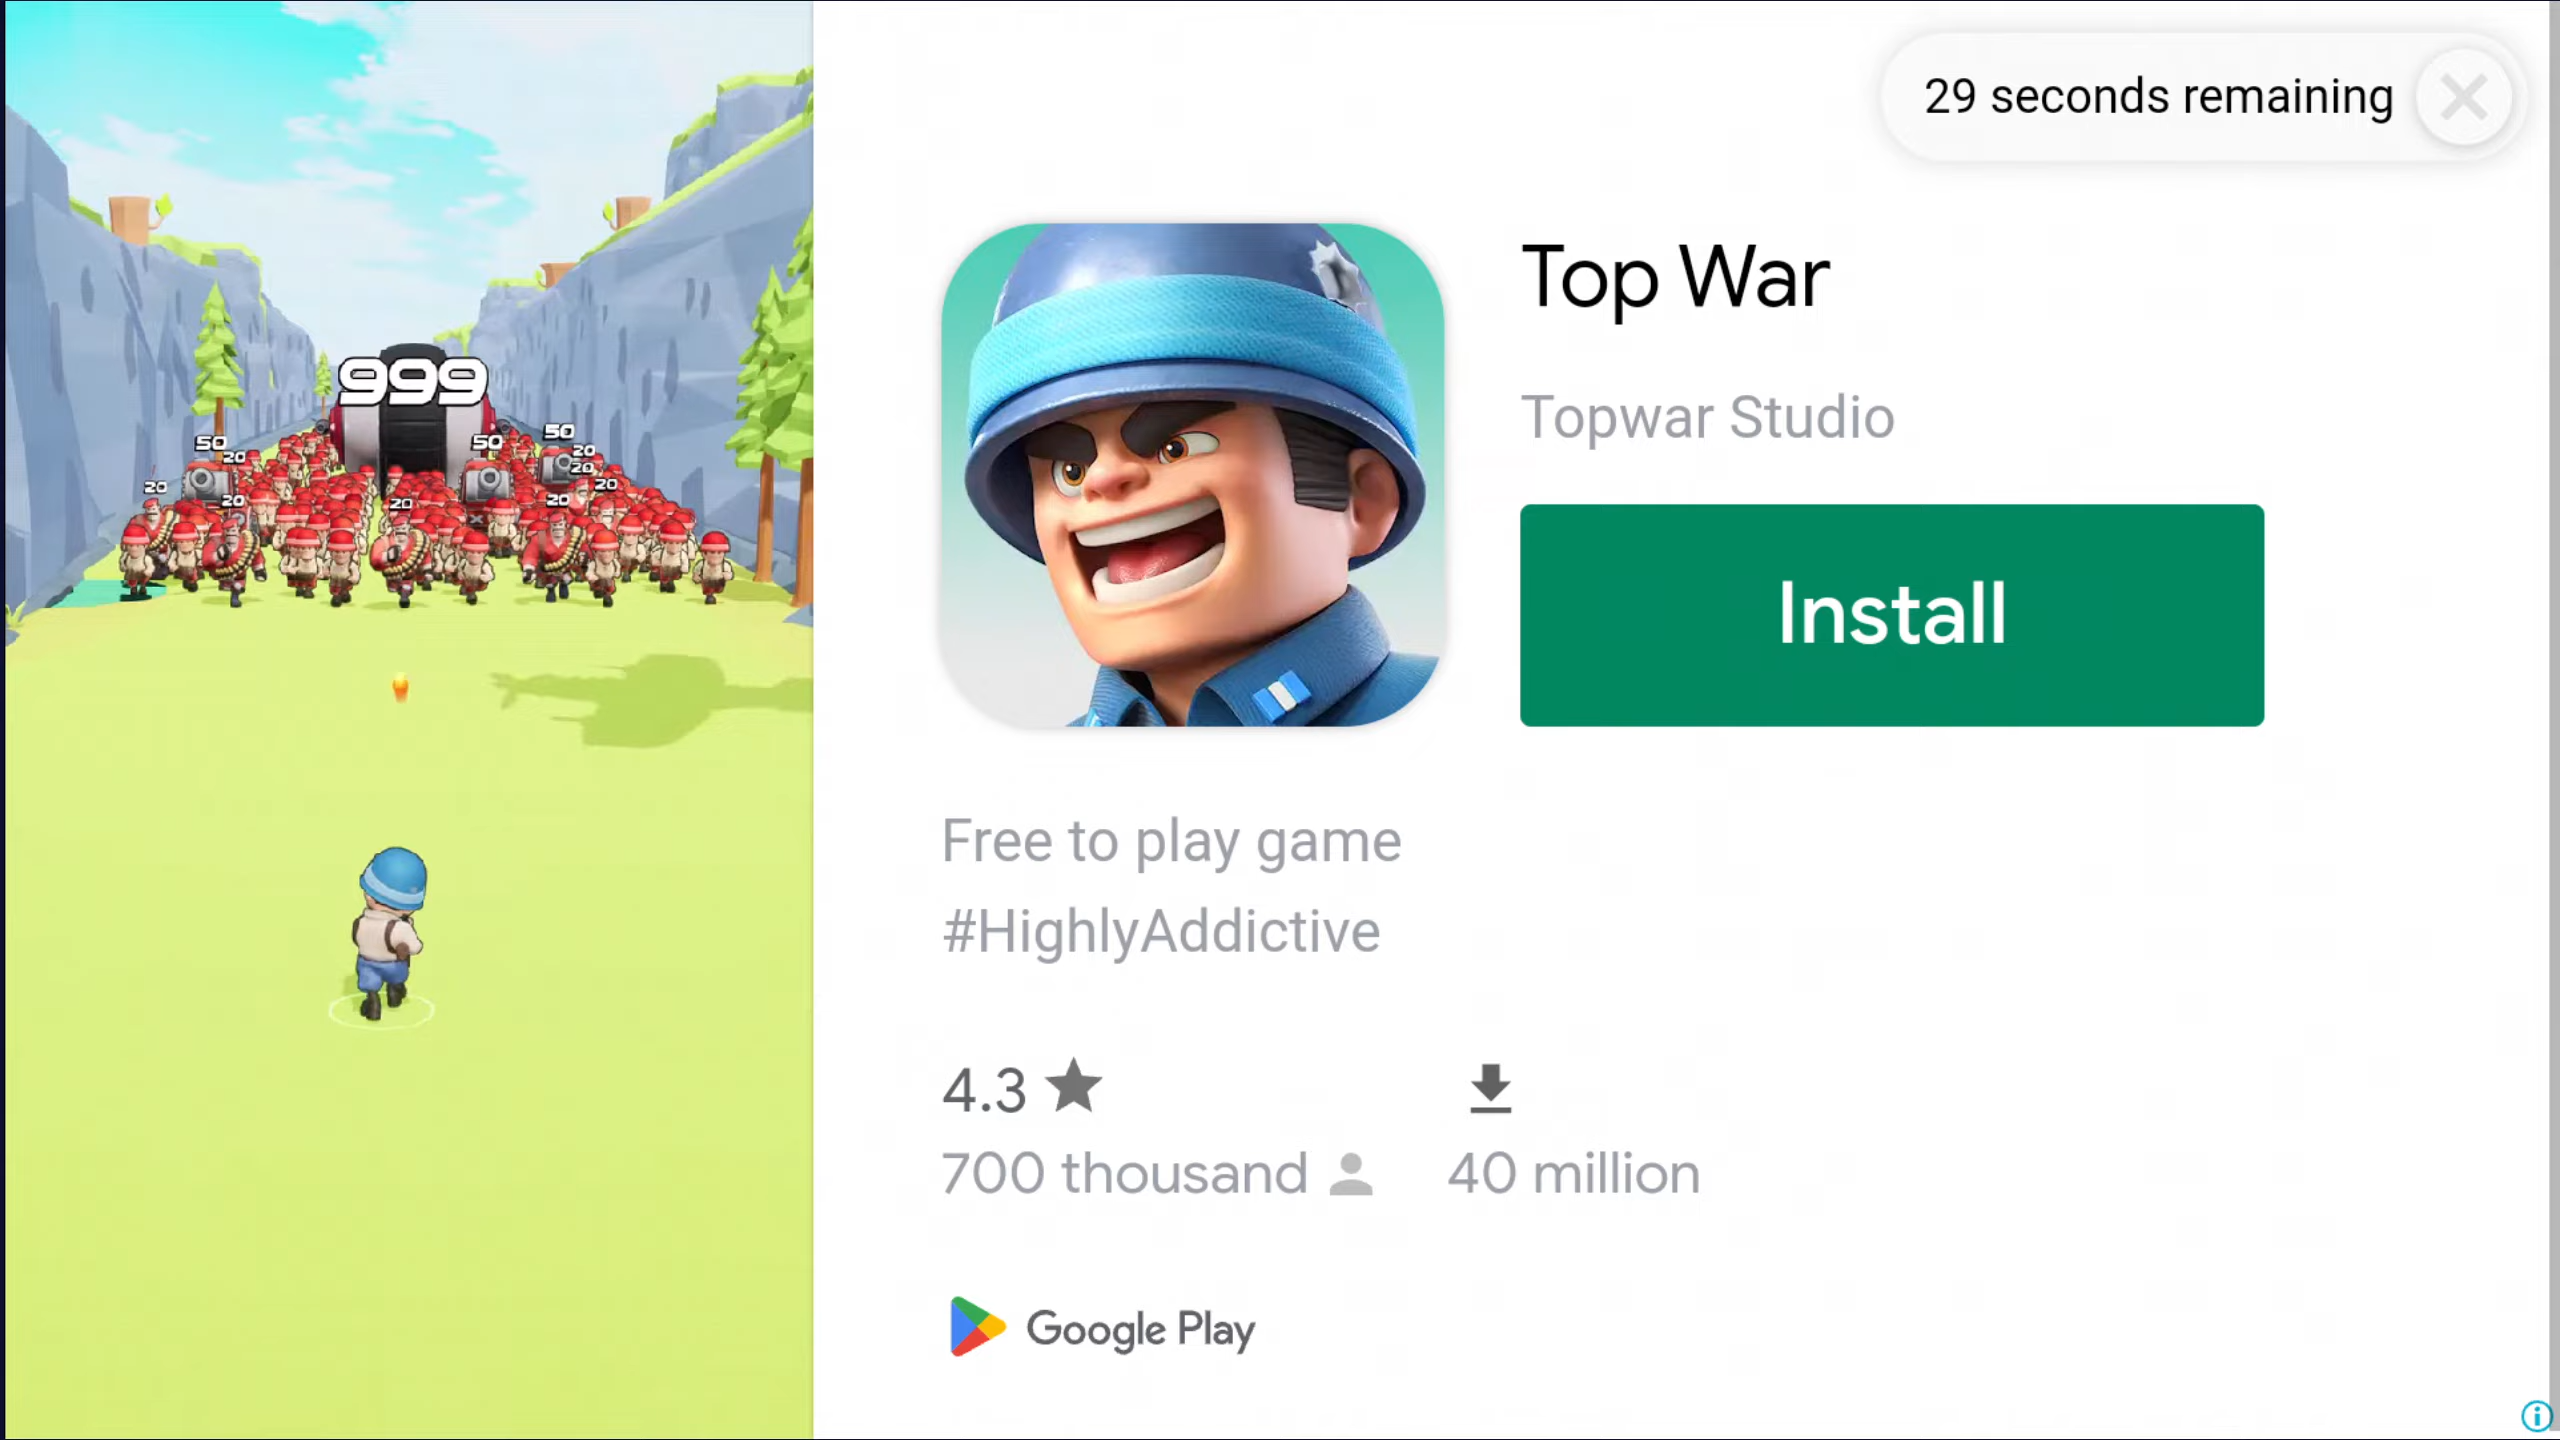 999
50
50
50
20
20
20
20
20
20
20
20
29 seconds remaining
Top War
Topwar Studio
Install
Free to play game
#HighlyAddictive
4.3
700 thousand
40 million
Google Play